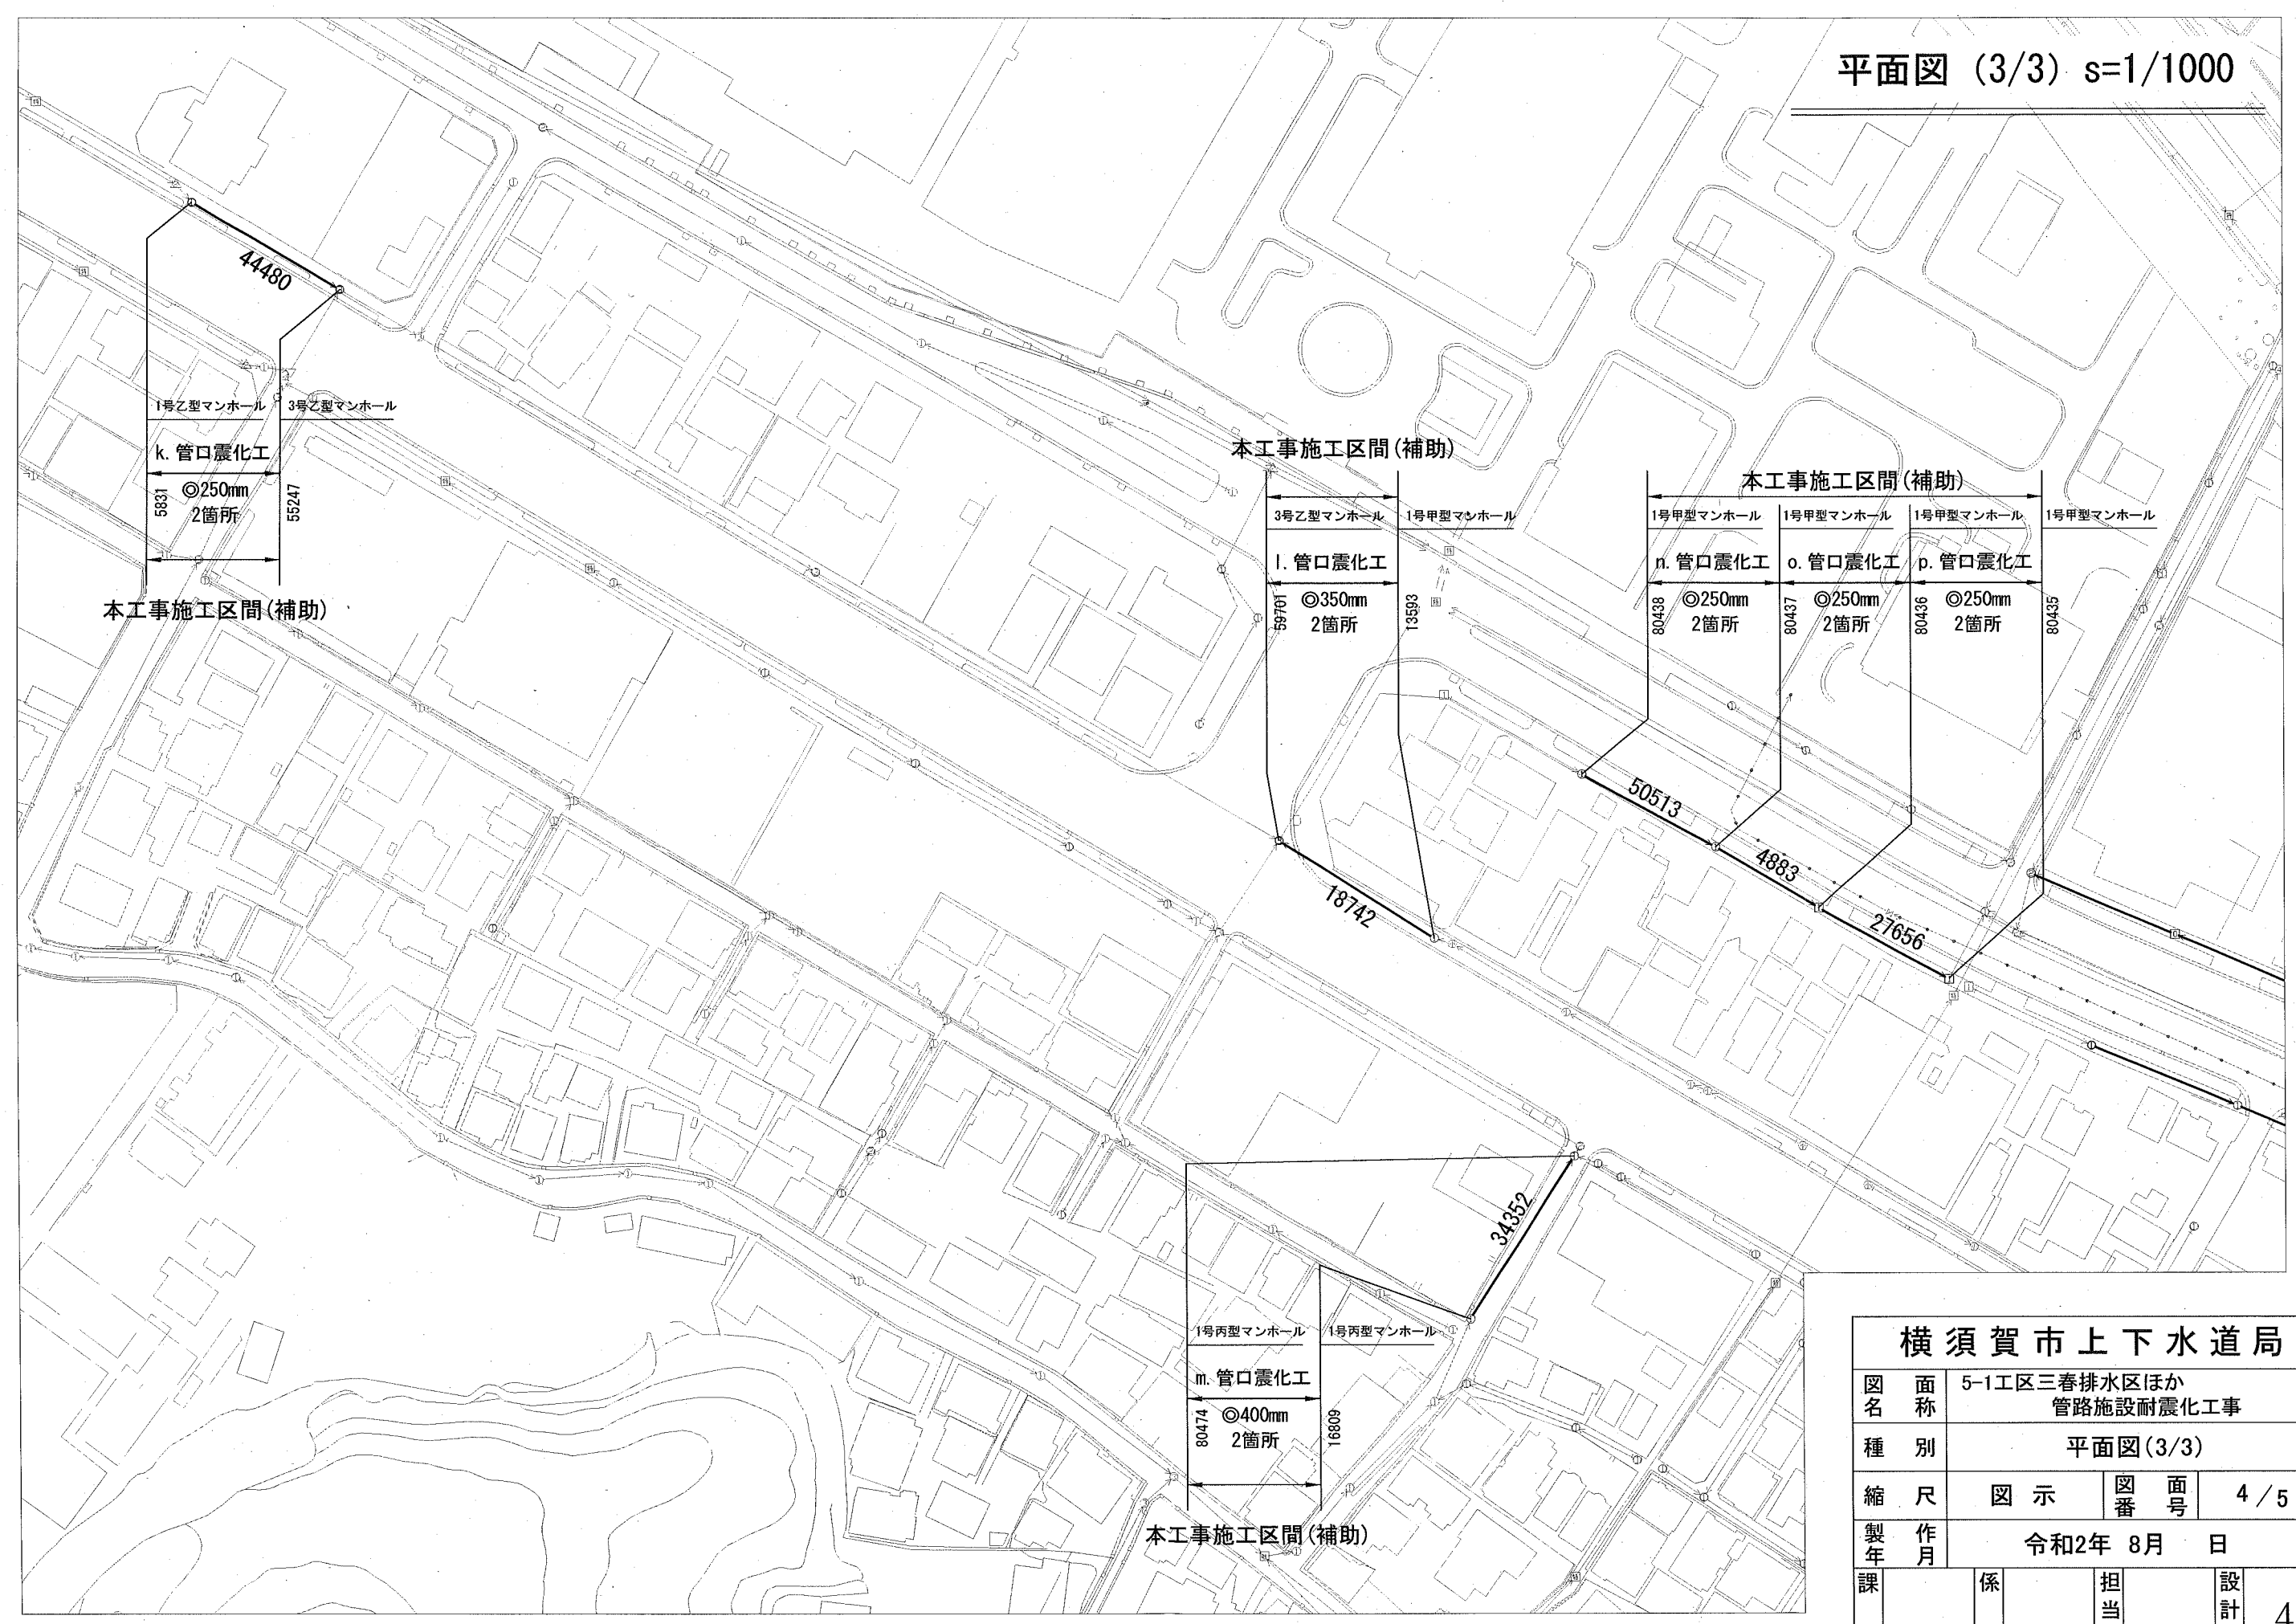 平面図 (3/3) s=1/1000
44480
1号乙型マンホール 3号乙型マンホール
k. 管口震化工
◎250mm
2箇所
5831
55247
本工事施工区間(補助)
本工事施工区間(補助)
3号乙型マンホール 1号甲型マンホール
l. 管口震化工
◎350mm
2箇所
59701
13593
18742
本工事施工区間(補助)
1号甲型マンホール 1号甲型マンホール 1号甲型マンホール 1号甲型マンホール
n. 管口震化工 o. 管口震化工 p. 管口震化工
◎250mm ◎250mm ◎250mm
2箇所 2箇所 2箇所
80438
80437
80436
80435
50513
4883
27656
34352
1号丙型マンホール 1号丙型マンホール
m. 管口震化工
◎400mm
2箇所
80474
16809
本工事施工区間(補助)
横須賀市上下水道局
図面名称 5-1工区三春排水区ほか
管路施設耐震化工事
種別 平面図(3/3)
縮尺 図示 図面番号 4/5
製作年月 令和2年 8月 日
課 係 担当 設計 4